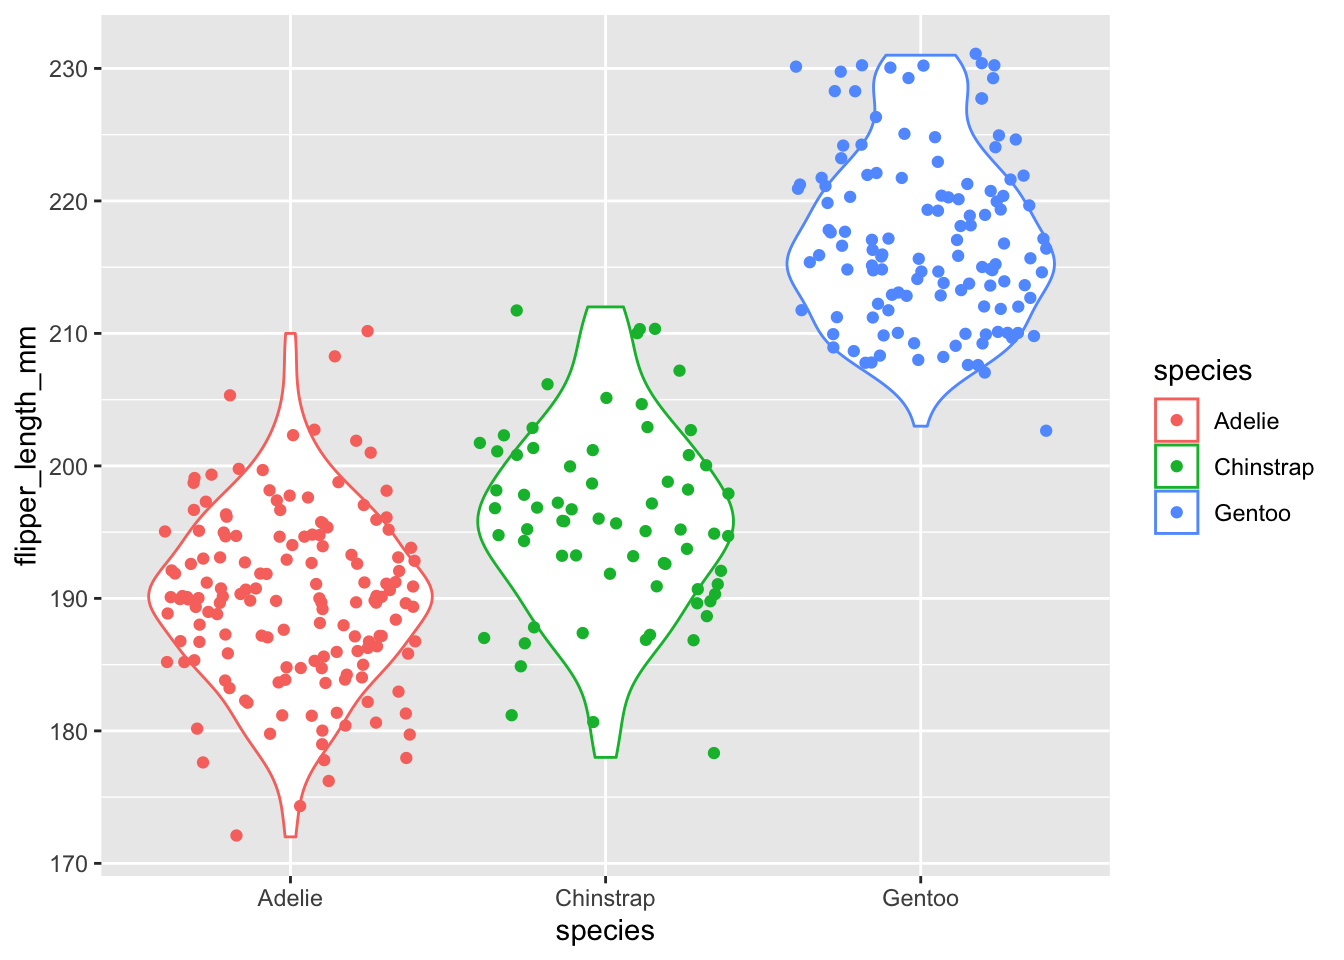 flipper_length_mm
230
220
210
200
190
180
170
Adelie
Chinstrap
Gentoo
species
species
Adelie
Chinstrap
Gentoo